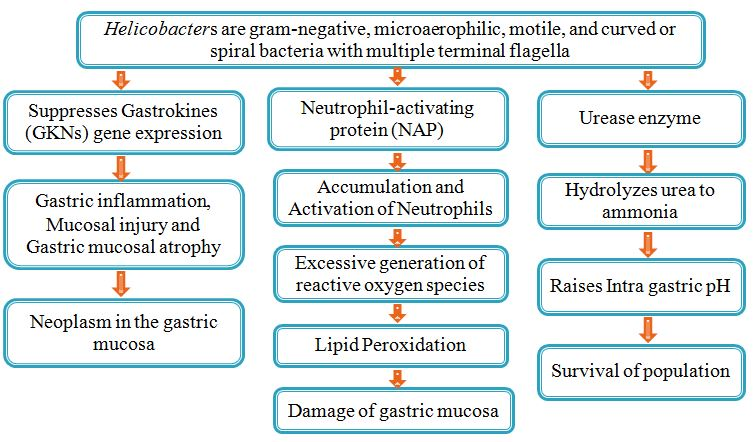 Helicobacters are gram-negative, microaerophilic, motile, and curved or
spiral bacteria with multiple terminal flagella
Suppresses Gastrokines
(GKNs) gene expression
Gastric inflammation,
Mucosal injury and
Gastric mucosal atrophy
Neoplasm in the gastric
mucosa
Neutrophil-activating
protein (NAP)
Accumulation and
Activation of Neutrophils
Excessive generation of
reactive oxygen species
Lipid Peroxidation
Damage of gastric mucosa
Urease enzyme
Hydrolyzes urea to
ammonia
Raises Intra gastric pH
Survival of population